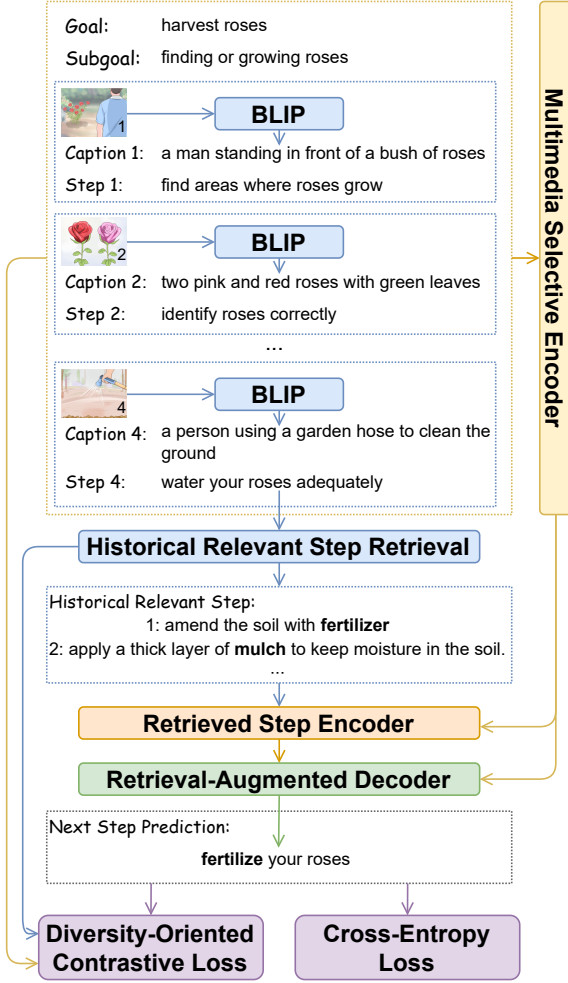 Goal: harvest roses
Subgoal: finding or growing roses
1
BLIP
Caption 1: a man standing in front of a bush of roses
Step 1: find areas where roses grow
2
BLIP
Caption 2: two pink and red roses with green leaves
Step 2: identify roses correctly
...
4
BLIP
Caption 4: a person using a garden hose to clean the
ground
Step 4: water your roses adequately
Multimedia Selective Encoder
Historical Relevant Step Retrieval
Historical Relevant Step:
1: amend the soil with fertilizer
2: apply a thick layer of mulch to keep moisture in the soil.
...
Retrieved Step Encoder
Retrieval-Augmented Decoder
Next Step Prediction:
fertilize your roses
Diversity-Oriented
Contrastive Loss
Cross-Entropy
Loss